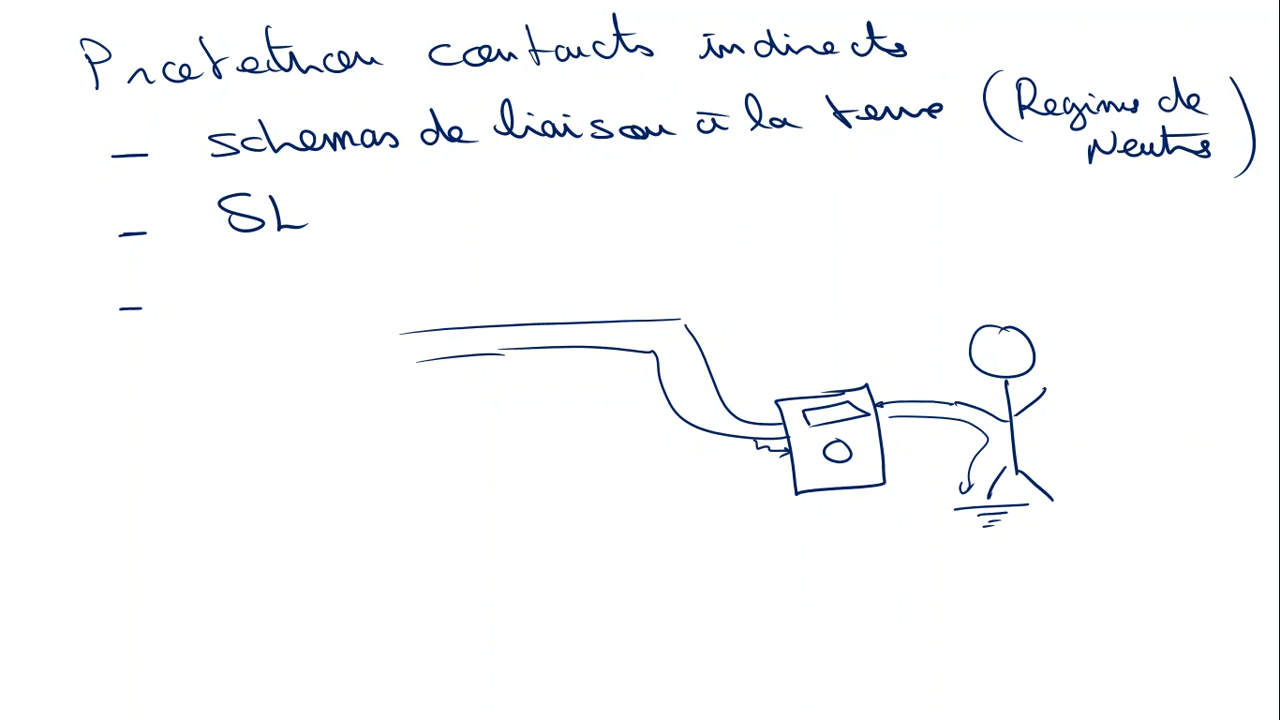 Protection contacts indirects
- schemas de liaison à la terre (Regime de
Neutre)
- SL
-